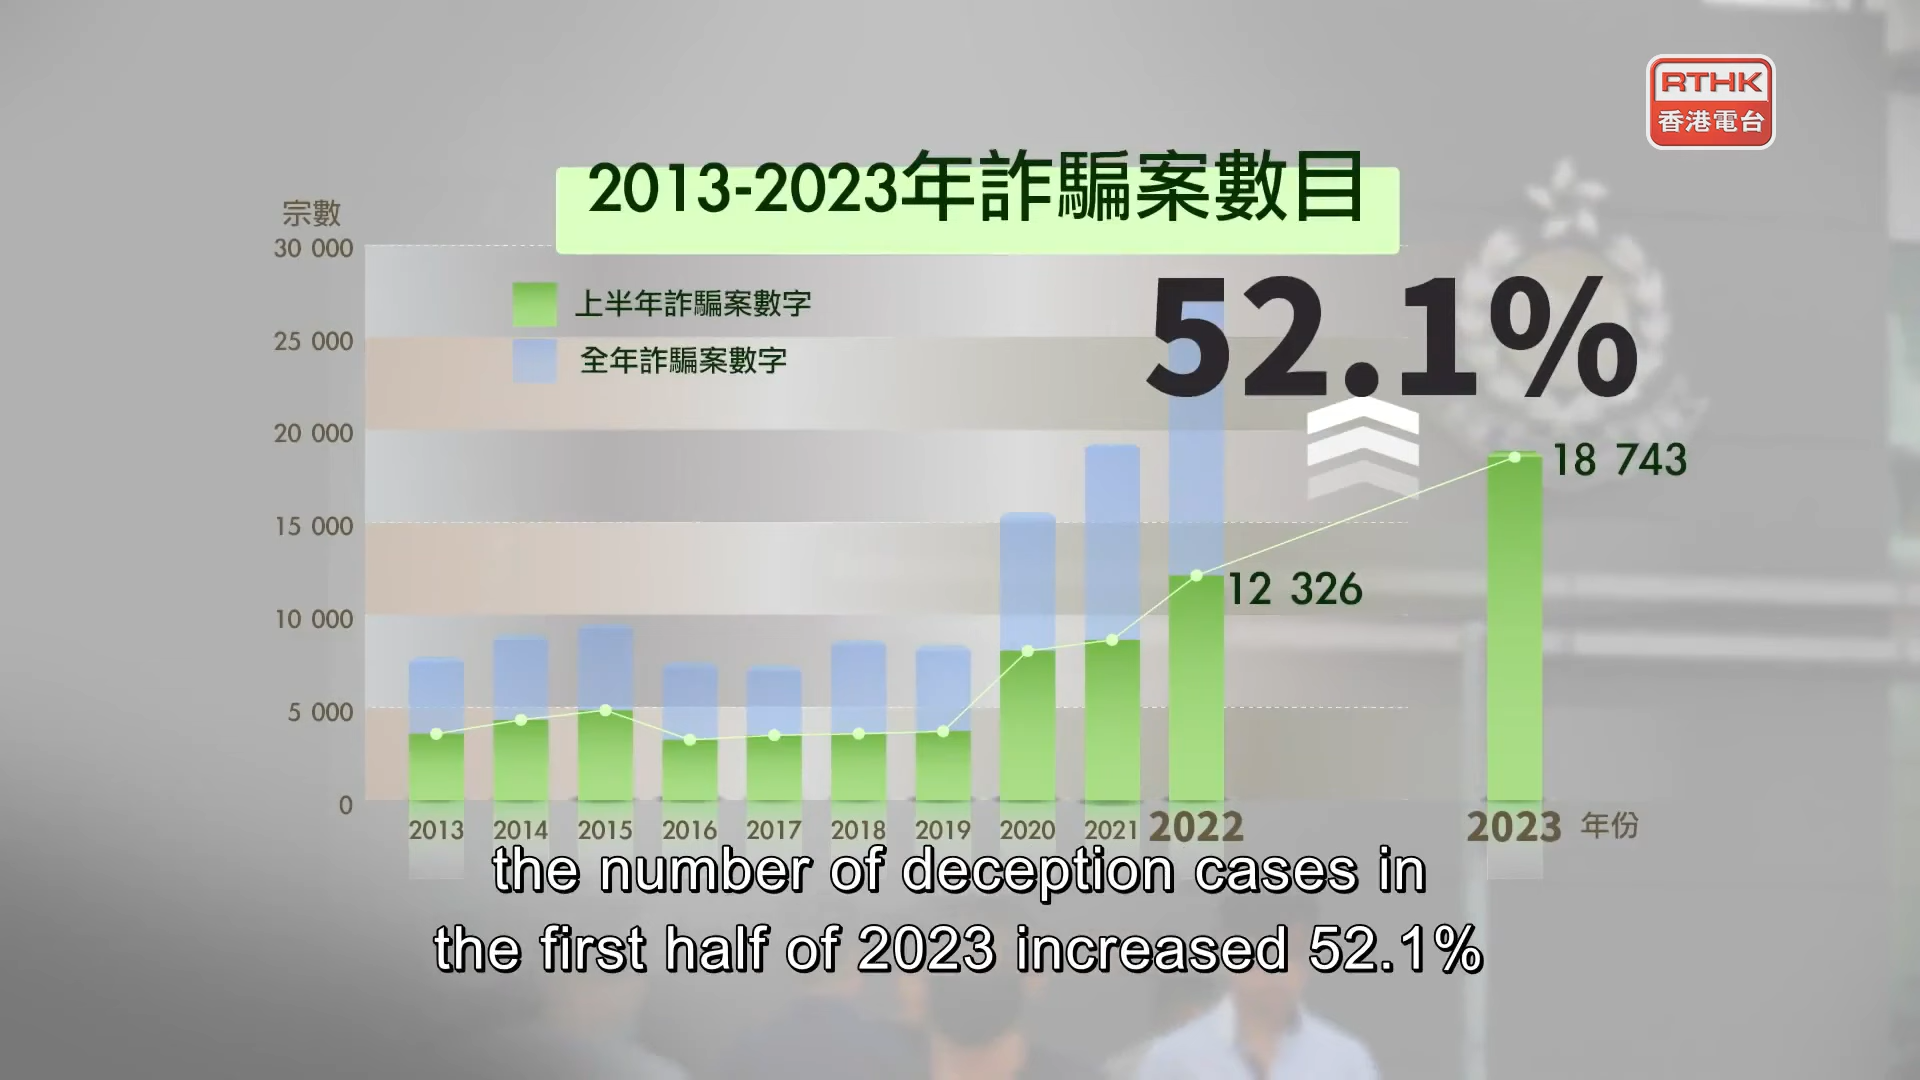 RTHK
香港電台
2013-2023年詐騙案數目
宗數
30 000
25 000
20 000
15 000
10 000
5 000
0
上半年詐騙案數字
全年詐騙案數字
52.1%
18 743
12 326
2013 2014 2015 2016 2017 2018 2019 2020 2021 2022 2023 年份
the number of deception cases in
the first half of 2023 increased 52.1%